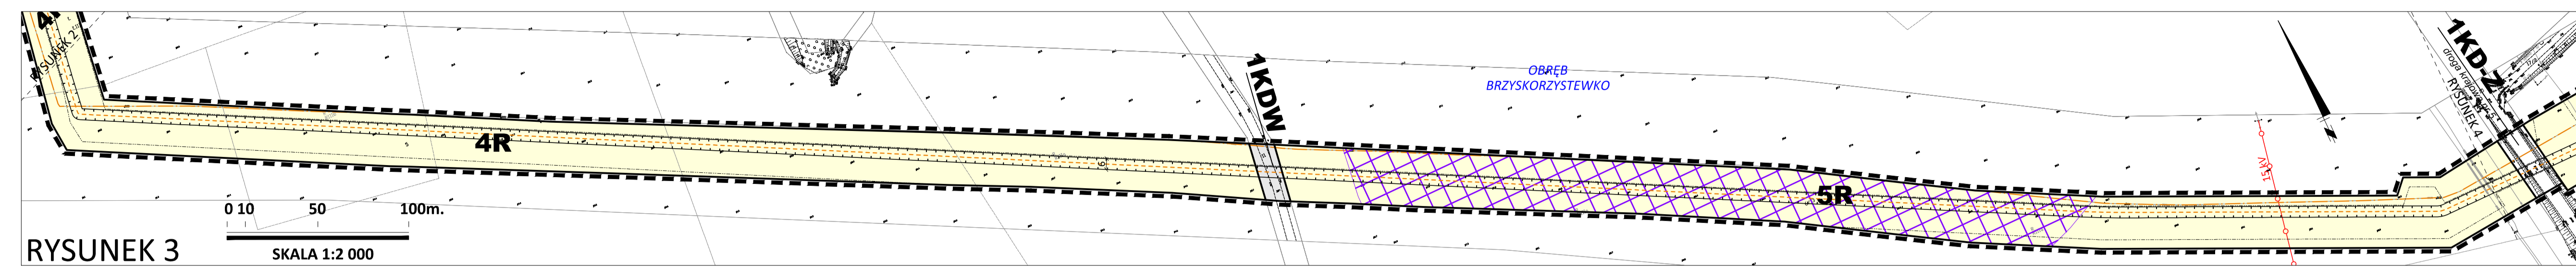 RYSUNEK 2
4R
1KDW
OBRĘB
BRZYSKORZYSTEWKO
5R
15kV
1KD-Z
droga krajowa
RYSUNEK 4
0 10 50 100m.
SKALA 1:2 000
RYSUNEK 3